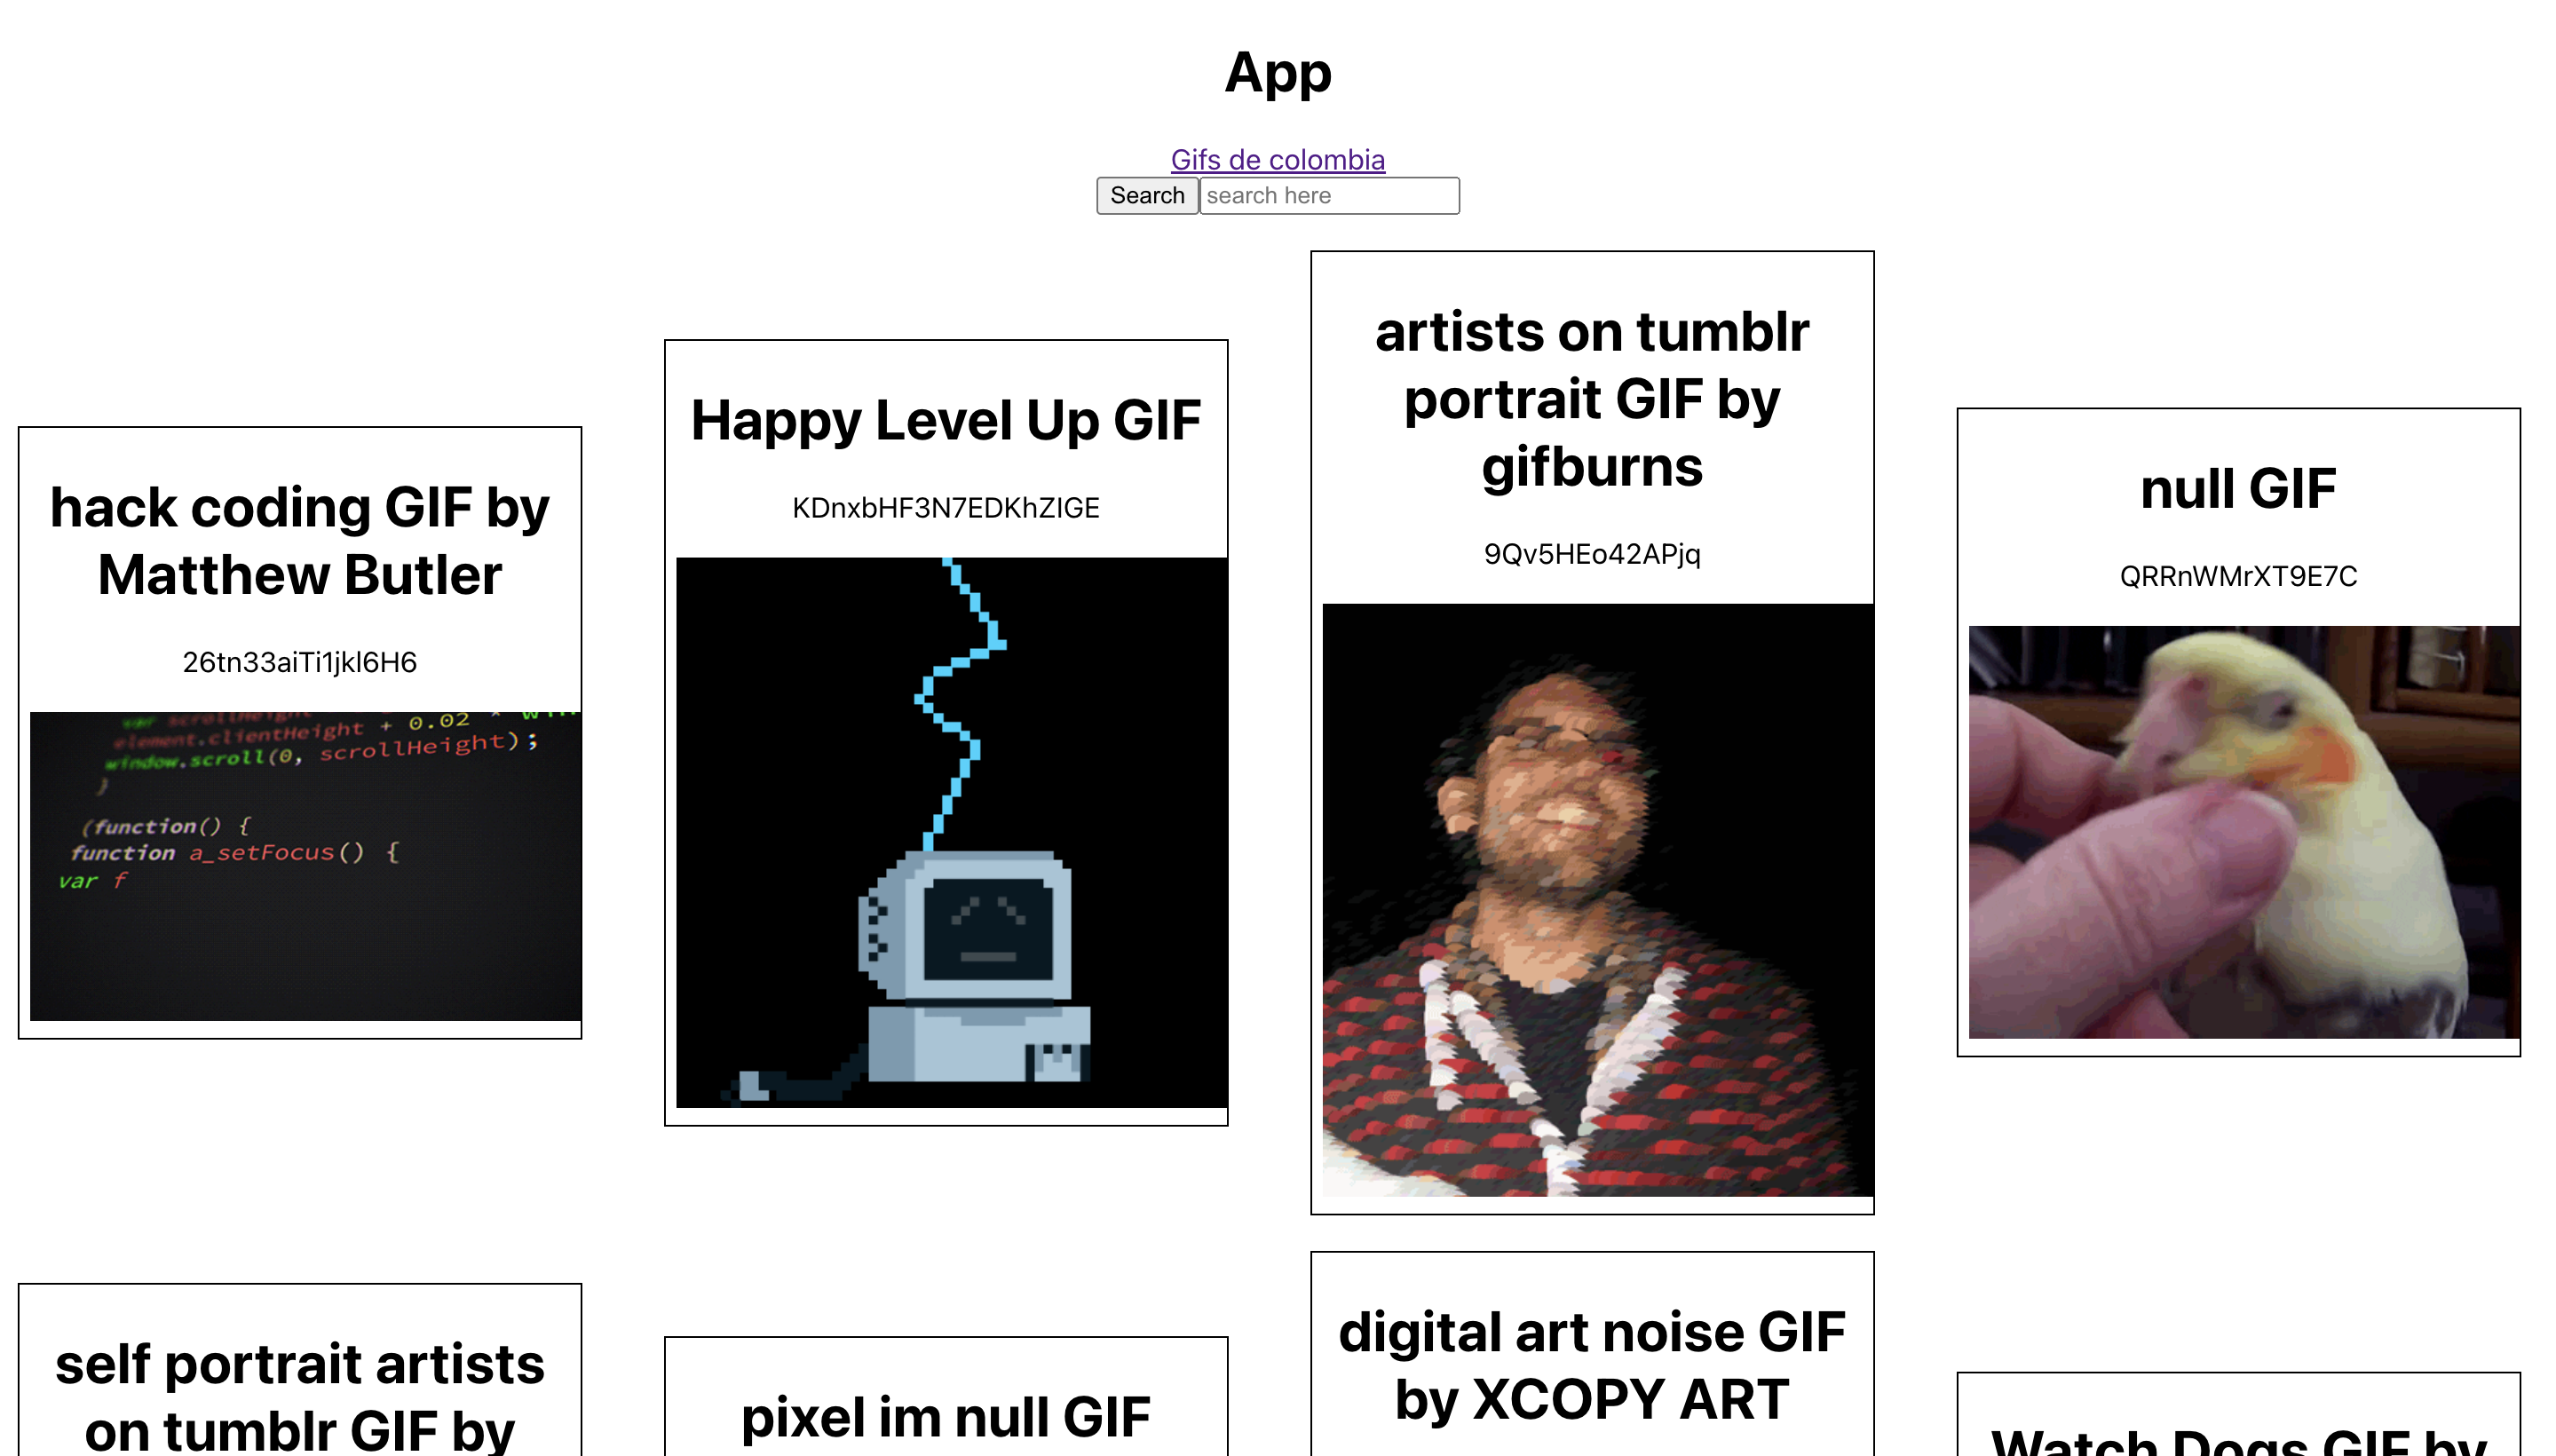 App
Gifs de colombia
Search search here
hack coding GIF by
Matthew Butler
26tn33aiTi1jkl6H6
element.clientHeight + 0.02 *
window.scroll(0, scrollHeight);
}
(function() {
function a_setFocus() {
var f
Happy Level Up GIF
KDnxbHF3N7EDKhZIGE
artists on tumblr
portrait GIF by
gifburns
9Qv5HEo42APjq
null GIF
QRRnWMrXT9E7C
self portrait artists
on tumblr GIF by
pixel im null GIF
digital art noise GIF
by XCOPY ART
Watch Dogs GIF by